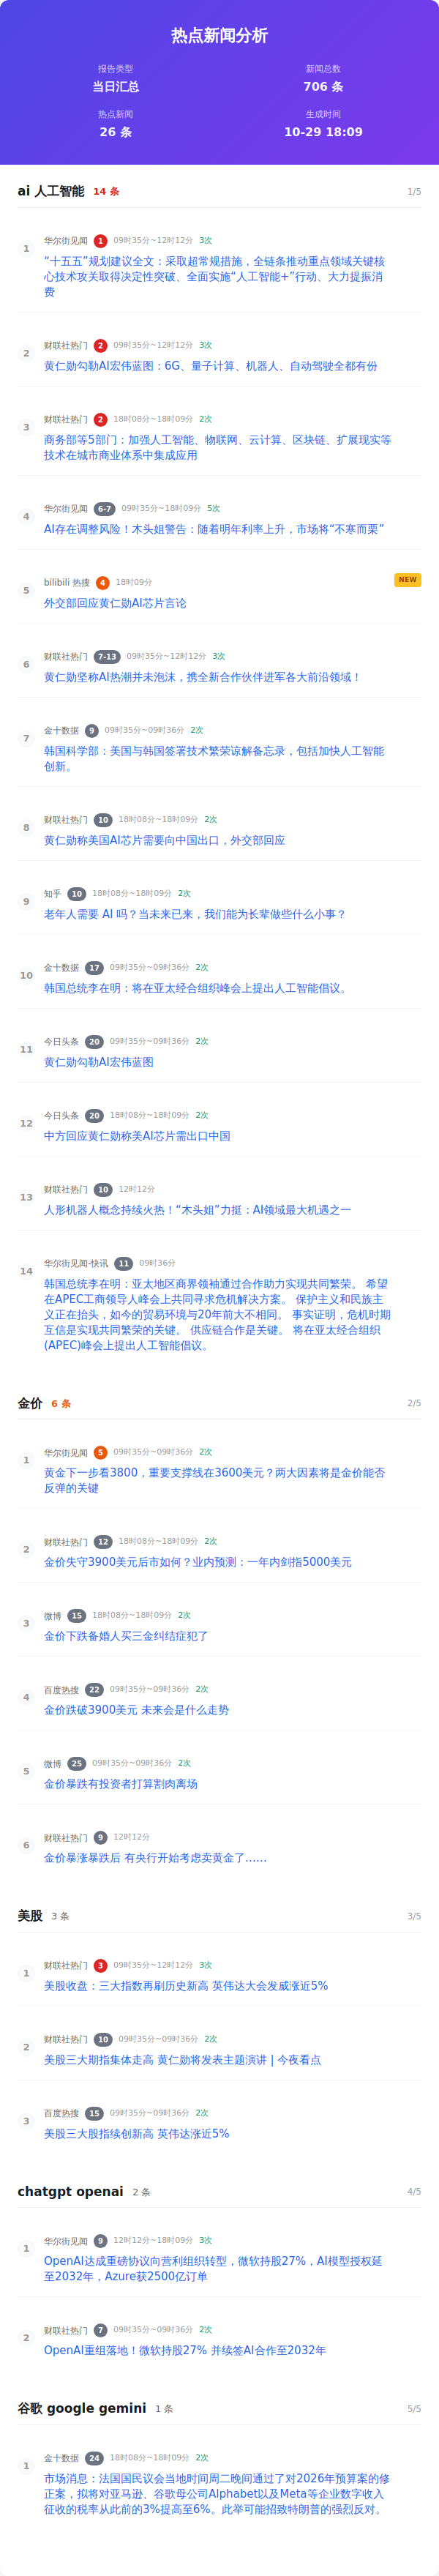 热点新闻分析
报告类型
当日汇总
新闻总数
706 条
热点新闻
26 条
生成时间
10-29 18:09
ai 人工智能 14 条 1/5
1
华尔街见闻 1 09时35分~12时12分 3次
“十五五”规划建议全文：采取超常规措施，全链条推动重点领域关键核
心技术攻关取得决定性突破、全面实施“人工智能+”行动、大力提振消
费
2
财联社热门 2 09时35分~12时12分 3次
黄仁勋勾勒AI宏伟蓝图：6G、量子计算、机器人、自动驾驶全都有份
3
财联社热门 2 18时08分~18时09分 2次
商务部等5部门：加强人工智能、物联网、云计算、区块链、扩展现实等
技术在城市商业体系中集成应用
4
华尔街见闻 6-7 09时35分~18时09分 5次
AI存在调整风险！木头姐警告：随着明年利率上升，市场将“不寒而栗”
5
bilibili 热搜 4 18时09分 NEW
外交部回应黄仁勋AI芯片言论
6
财联社热门 7-13 09时35分~12时12分 3次
黄仁勋坚称AI热潮并未泡沫，携全新合作伙伴进军各大前沿领域！
7
金十数据 9 09时35分~09时36分 2次
韩国科学部：美国与韩国签署技术繁荣谅解备忘录，包括加快人工智能
创新。
8
财联社热门 10 18时08分~18时09分 2次
黄仁勋称美国AI芯片需要向中国出口，外交部回应
9
知乎 10 18时08分~18时09分 2次
老年人需要 AI 吗？当未来已来，我们能为长辈做些什么小事？
10
金十数据 17 09时35分~09时36分 2次
韩国总统李在明：将在亚太经合组织峰会上提出人工智能倡议。
11
今日头条 20 09时35分~09时36分 2次
黄仁勋勾勒AI宏伟蓝图
12
今日头条 20 18时08分~18时09分 2次
中方回应黄仁勋称美AI芯片需出口中国
13
财联社热门 10 12时12分
人形机器人概念持续火热！“木头姐”力挺：AI领域最大机遇之一
14
华尔街见闻-快讯 11 09时36分
韩国总统李在明：亚太地区商界领袖通过合作助力实现共同繁荣。 希望
在APEC工商领导人峰会上共同寻求危机解决方案。 保护主义和民族主
义正在抬头，如今的贸易环境与20年前大不相同。 事实证明，危机时期
互信是实现共同繁荣的关键。 供应链合作是关键。 将在亚太经合组织
(APEC)峰会上提出人工智能倡议。
金价 6 条 2/5
1
华尔街见闻 5 09时35分~09时36分 2次
黄金下一步看3800，重要支撑线在3600美元？两大因素将是金价能否
反弹的关键
2
财联社热门 12 18时08分~18时09分 2次
金价失守3900美元后市如何？业内预测：一年内剑指5000美元
3
微博 15 18时08分~18时09分 2次
金价下跌备婚人买三金纠结症犯了
4
百度热搜 22 09时35分~09时36分 2次
金价跌破3900美元 未来会是什么走势
5
微博 25 09时35分~09时36分 2次
金价暴跌有投资者打算割肉离场
6
财联社热门 9 12时12分
金价暴涨暴跌后 有央行开始考虑卖黄金了……
美股 3 条 3/5
1
财联社热门 3 09时35分~12时12分 3次
美股收盘：三大指数再刷历史新高 英伟达大会发威涨近5%
2
财联社热门 10 09时35分~09时36分 2次
美股三大期指集体走高 黄仁勋将发表主题演讲 | 今夜看点
3
百度热搜 15 09时35分~09时36分 2次
美股三大股指续创新高 英伟达涨近5%
chatgpt openai 2 条 4/5
1
华尔街见闻 9 12时12分~18时09分 3次
OpenAI达成重磅协议向营利组织转型，微软持股27%，AI模型授权延
至2032年，Azure获2500亿订单
2
财联社热门 7 09时35分~09时36分 2次
OpenAI重组落地！微软持股27% 并续签AI合作至2032年
谷歌 google gemini 1 条 5/5
1
金十数据 24 18时08分~18时09分 2次
市场消息：法国国民议会当地时间周二晚间通过了对2026年预算案的修
正案，拟将对亚马逊、谷歌母公司Alphabet以及Meta等企业数字收入
征收的税率从此前的3%提高至6%。此举可能招致特朗普的强烈反对。